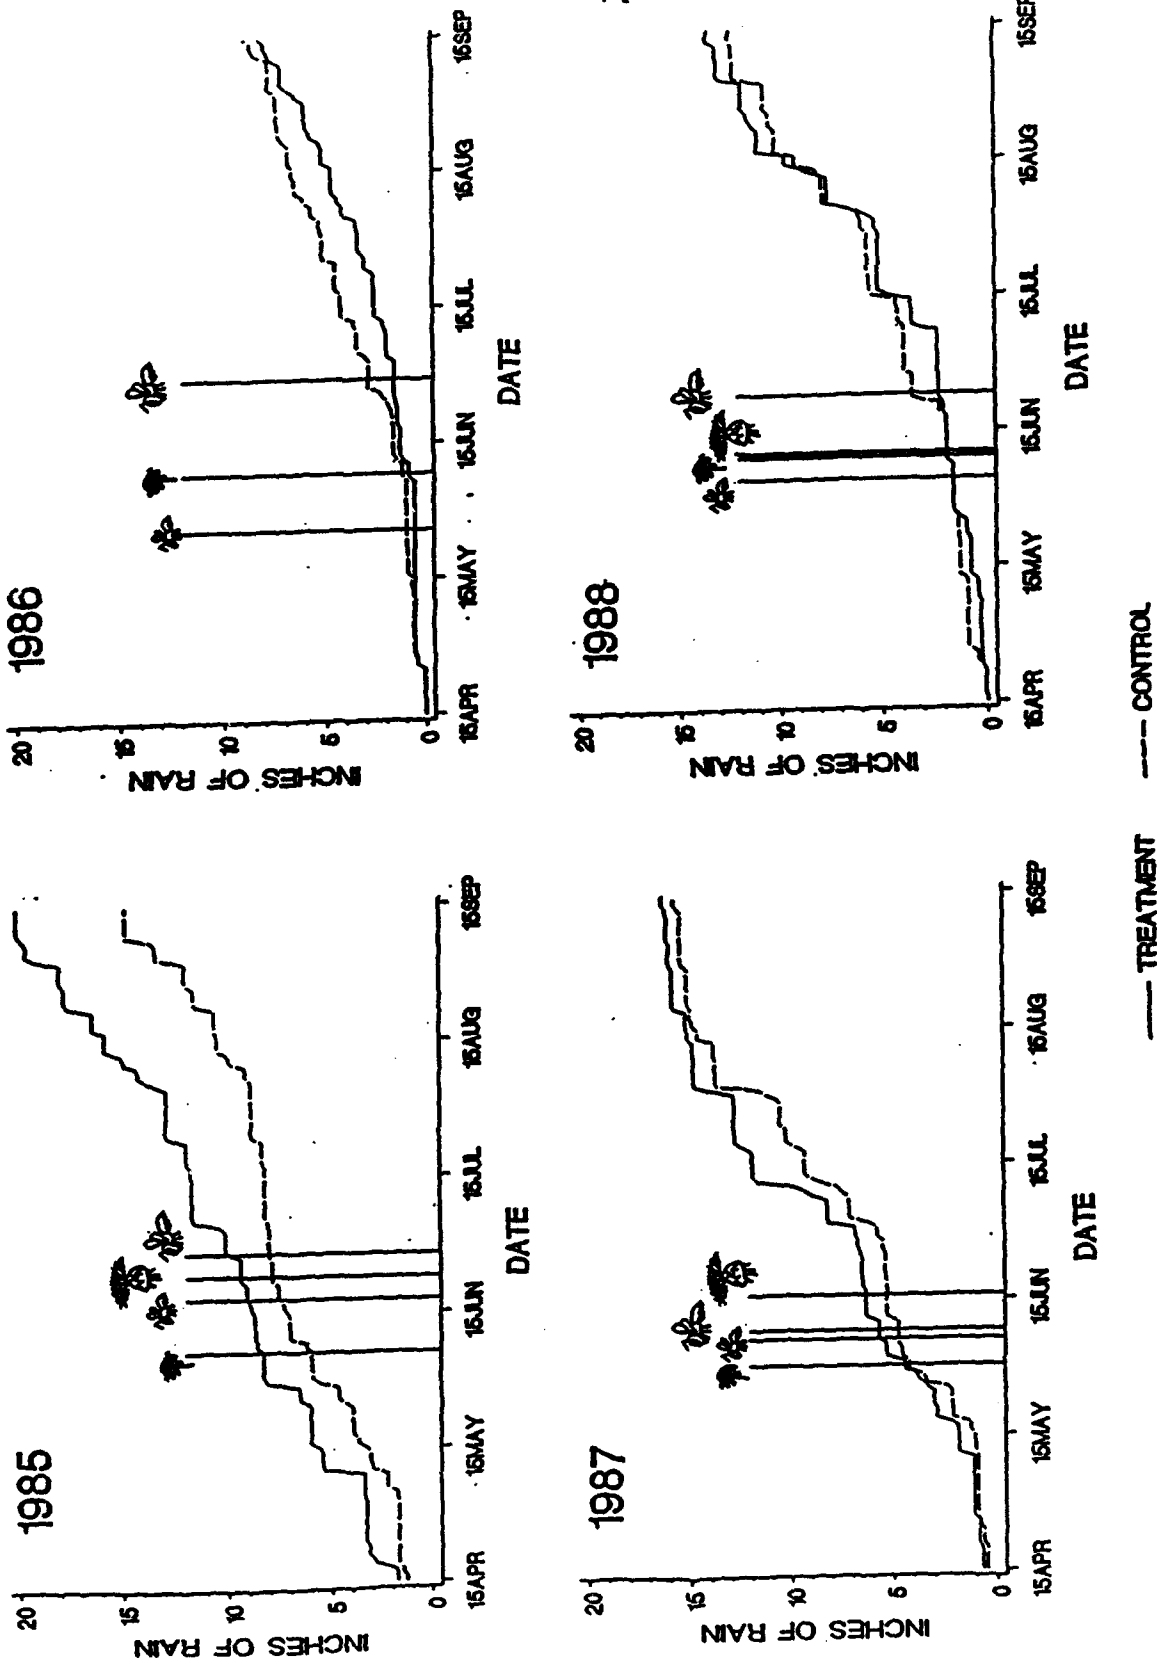 1985
20
15
10
5
0
INCHES OF RAIN
15APR
15MAY
15JUN
15JUL
15AUG
15SEP
DATE
1986
20
15
10
5
0
INCHES OF RAIN
15APR
15MAY
15JUN
15JUL
15AUG
15SEP
DATE
1987
20
15
10
5
0
INCHES OF RAIN
15APR
15MAY
15JUN
15JUL
15AUG
15SEP
DATE
1988
20
15
10
5
0
INCHES OF RAIN
15APR
15MAY
15JUN
15JUL
15AUG
15SEP
DATE
TREATMENT
CONTROL